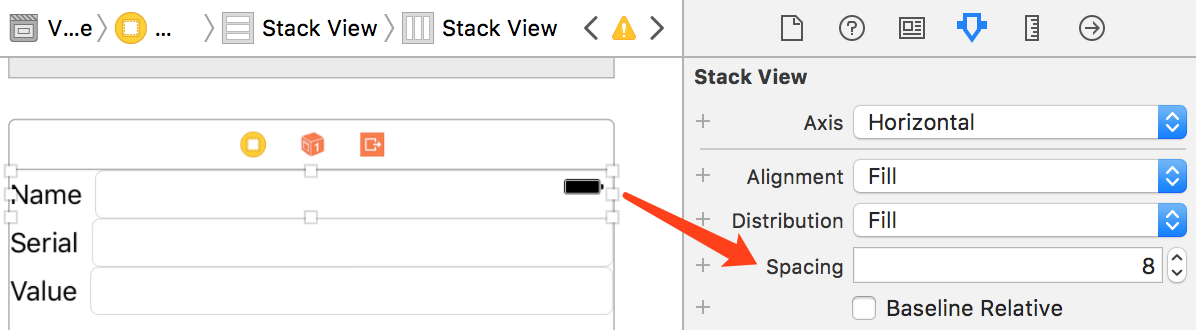 V...e ... Stack View Stack View
Stack View
Axis Horizontal
Alignment Fill
Distribution Fill
Spacing 8
Baseline Relative
Name
Serial
Value